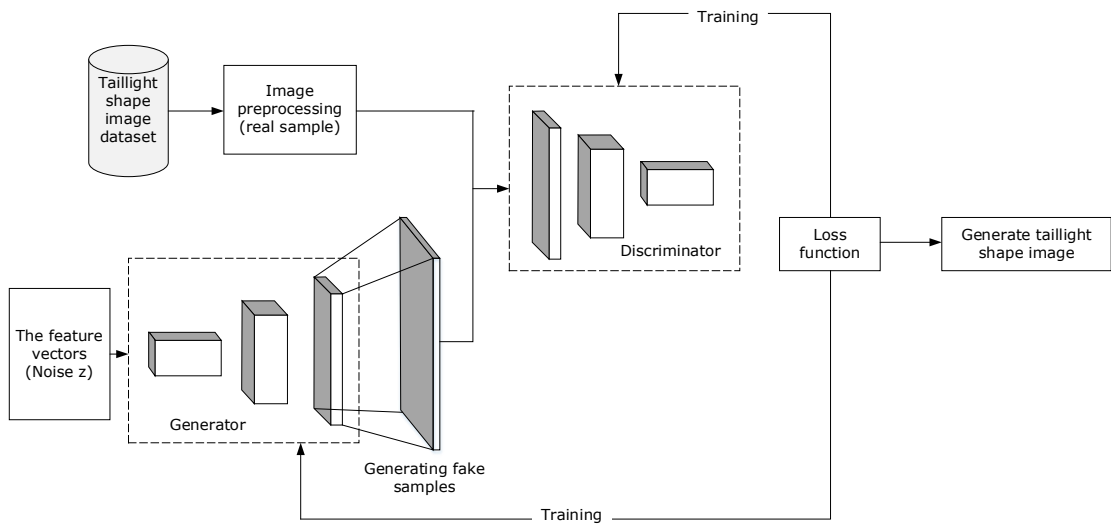 Training
Taillight
shape
image
dataset
Image
preprocessing
(real sample)
Discriminator
Loss
function
Generate taillight
shape image
The feature
vectors
(Noise z)
Generator
Generating fake
samples
Training